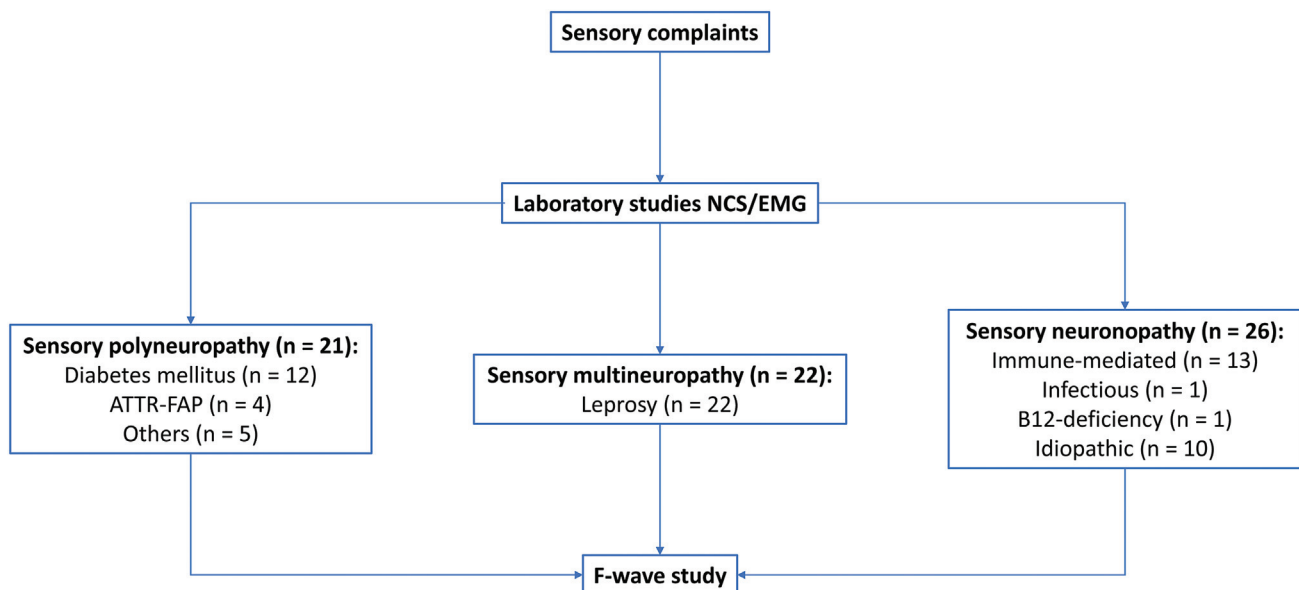 Sensory complaints
Laboratory studies NCS/EMG
Sensory polyneuropathy (n = 21):
Diabetes mellitus (n = 12)
ATTR-FAP (n = 4)
Others (n = 5)
Sensory multineuropathy (n = 22):
Leprosy (n = 22)
Sensory neuronopathy (n = 26):
Immune-mediated (n = 13)
Infectious (n = 1)
B12-deficiency (n = 1)
Idiopathic (n = 10)
F-wave study